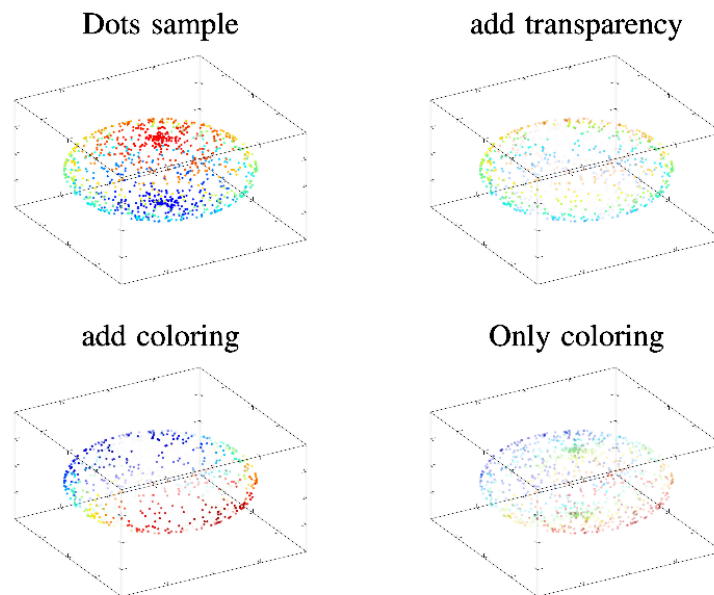 Dots sample
add transparency
add coloring
Only coloring